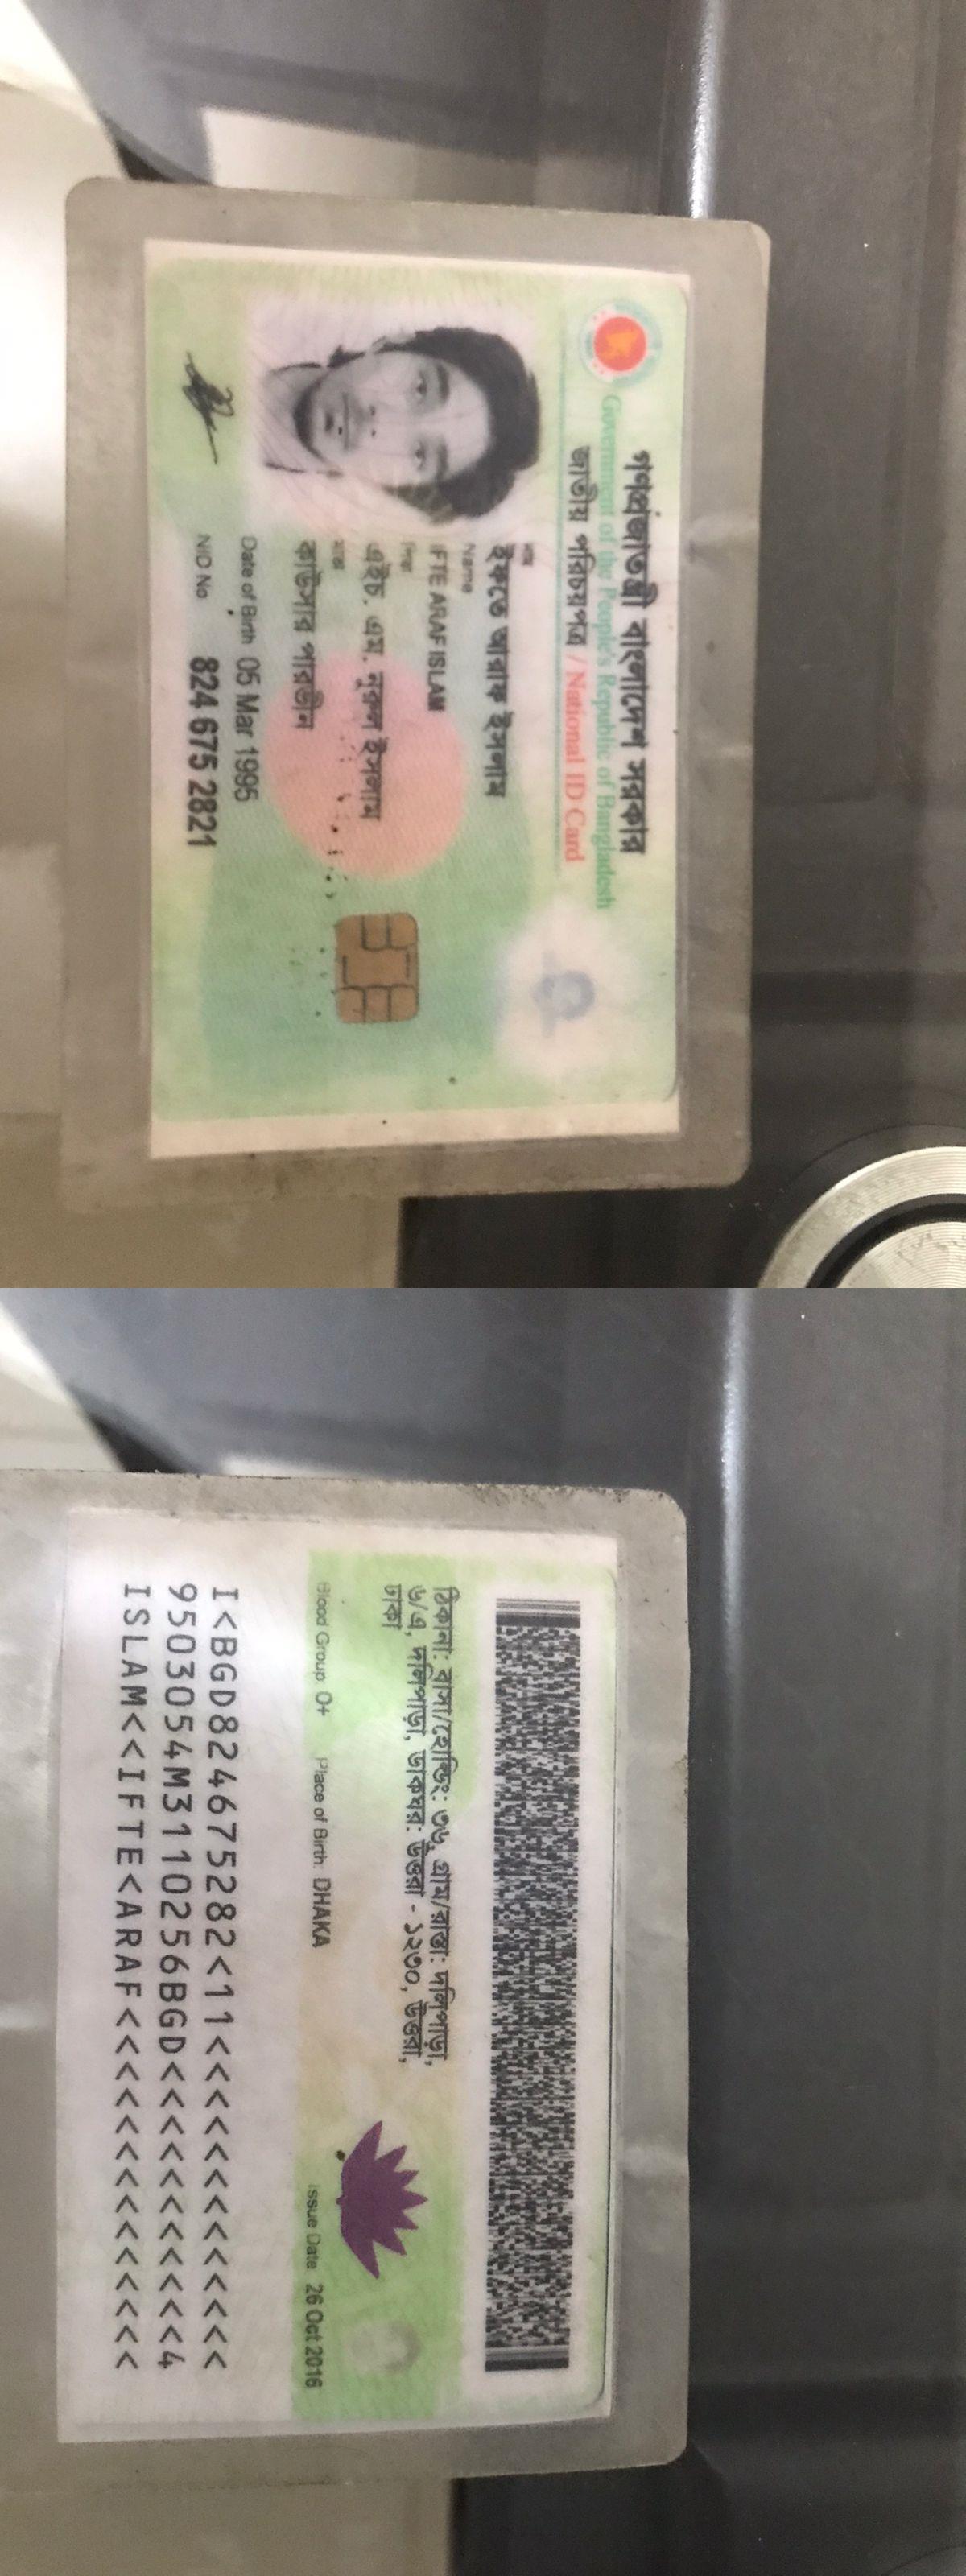 গণপ্রজাতন্ত্রী বাংলাদেশ সরকার
Government of the People's Republic of Bangladesh
জাতীয় পরিচয়পত্র / National ID Card
নাম
ইফতে আরাফ ইসলাম
Name
IFTE ARAF ISLAM
পিতা
এইচ. এম. নুরুল ইসলাম
মাতা
কাউসার পারভীন
Date of Birth 05 Mar 1995
NID No 824 675 2821
ঠিকানা: বাসা/হোল্ডিং: ৩৬, গ্রাম/রাস্তা: দলিপাড়া,
৬/এ, দলিপাড়া, ডাকঘর: উত্তরা - ১২৩০, উত্তরা,
ঢাকা
Blood Group: O+ Place of Birth: DHAKA Issue Date: 26 Oct 2016
I<BGD824675282<11<<<<<<<<<<<<<
9503054M3110256BGD<<<<<<<<<<<4
ISLAM<<IFTE<ARAF<<<<<<<<<<<<<<